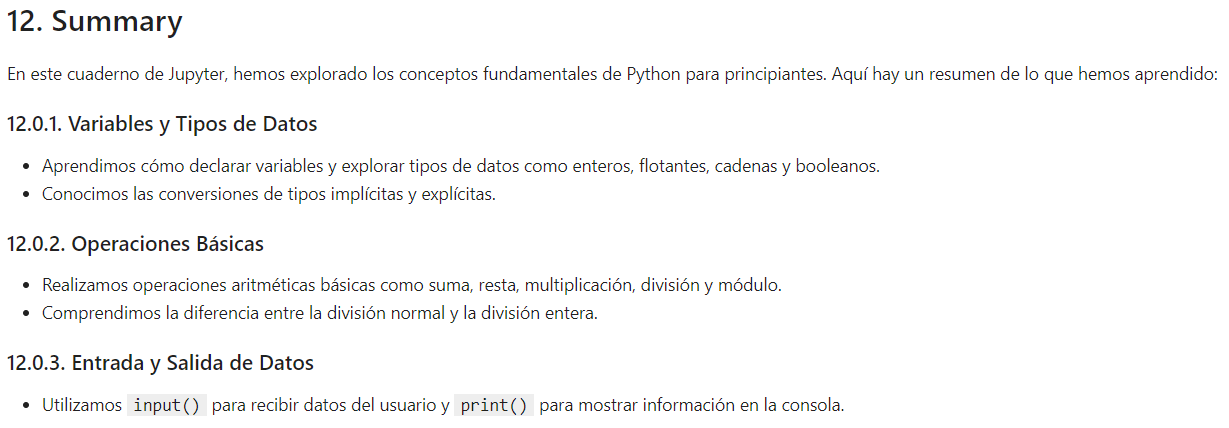 12. Summary
En este cuaderno de Jupyter, hemos explorado los conceptos fundamentales de Python para principiantes. Aquí hay un resumen de lo que hemos aprendido:
12.0.1. Variables y Tipos de Datos
• Aprendimos cómo declarar variables y explorar tipos de datos como enteros, flotantes, cadenas y booleanos.
• Conocimos las conversiones de tipos implícitas y explícitas.
12.0.2. Operaciones Básicas
• Realizamos operaciones aritméticas básicas como suma, resta, multiplicación, división y módulo.
• Comprendimos la diferencia entre la división normal y la división entera.
12.0.3. Entrada y Salida de Datos
• Utilizamos input() para recibir datos del usuario y print() para mostrar información en la consola.